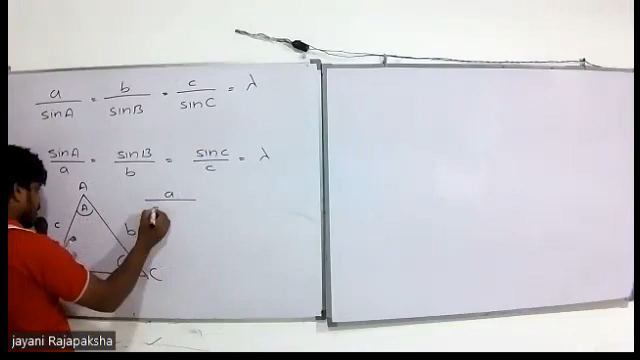 a/sinA = b/sinB = c/sinC = λ
sinA/a = sinB/b = sinC/c = λ
A
A
a
c
b
B
C
C
jayani Rajapaksha